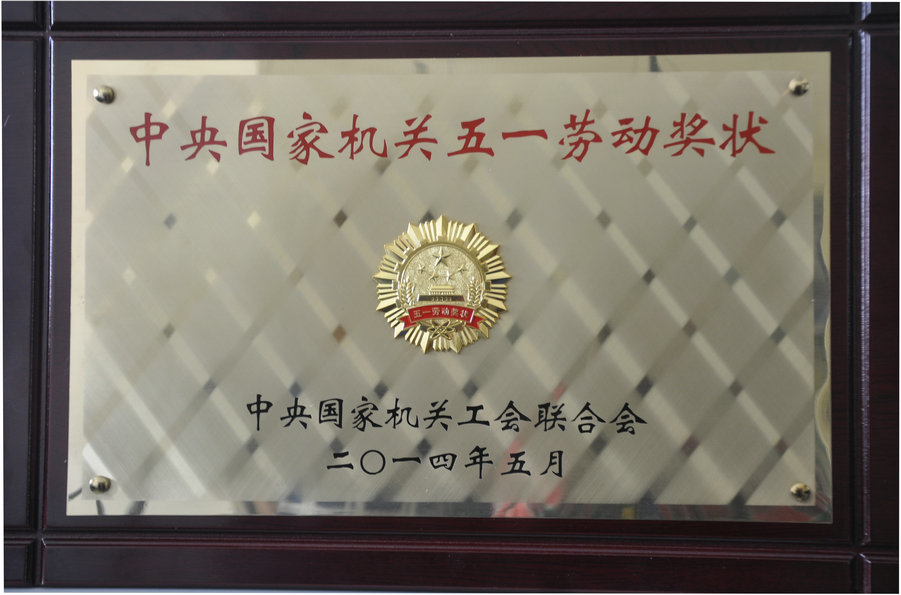 中央国家机关五一劳动奖状
五一劳动奖状
中央国家机关工会联合会
二〇一四年五月